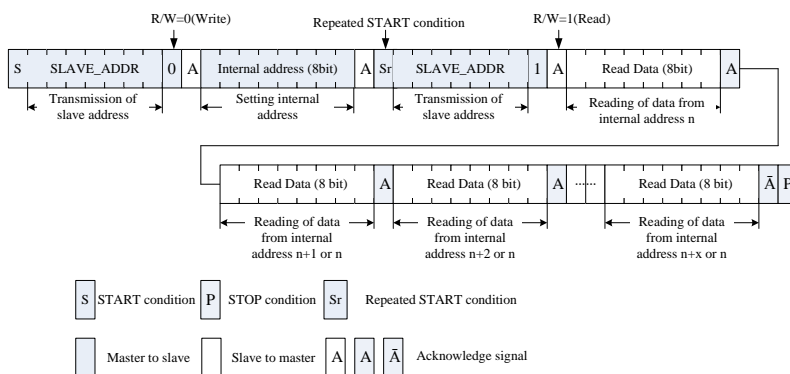 R/W=0(Write)
Repeated START condition
R/W=1(Read)
S SLAVE_ADDR 0 A Internal address (8bit) A Sr SLAVE_ADDR 1 A Read Data (8bit) A
Transmission of
slave address
Setting internal
address
Transmission of
slave address
Reading of data from
internal address n
Read Data (8 bit) A Read Data (8 bit) A ...... Read Data (8 bit) Ā P
Reading of data
from internal
address n+1 or n
Reading of data
from internal
address n+2 or n
Reading of data
from internal
address n+x or n
S START condition P STOP condition Sr Repeated START condition
Master to slave Slave to master A A Ā Acknowledge signal